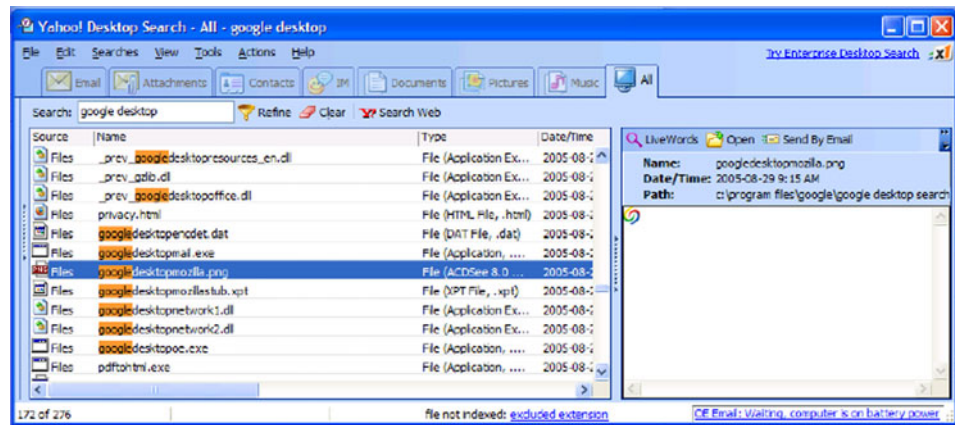 Yahoo! Desktop Search - All - google desktop
File Edit Searches View Tools Actions Help
Try Enterprise Desktop Search
Email Attachments Contacts IM Documents Pictures Music All
Search: google desktop Refine Clear Search Web
Source Name Type Date/Time
Files _prev_googledesktopresources_en.dll File (Application Ex... 2005-08-2
Files _prev_gzlib.dll File (Application Ex... 2005-08-2
Files _prev_googledesktopoffice.dll File (Application Ex... 2005-08-2
Files privacy.html File (HTML File, .html) 2005-08-2
Files googledesktopencdet.dat File (DAT File, .dat) 2005-08-2
Files googledesktopmail.exe File (Application, .... 2005-08-2
Files googledesktopmozilla.png File (ACDSee 8.0 ... 2005-08-2
Files googledesktopmozillastub.xpt File (XPT File, .xpt) 2005-08-2
Files googledesktopnetwork1.dll File (Application Ex... 2005-08-2
Files googledesktopnetwork2.dll File (Application Ex... 2005-08-2
Files googledesktopoe.exe File (Application, .... 2005-08-2
Files pdftohtml.exe File (Application, .... 2005-08-2
LiveWords Open Send By Email
Name: googledesktopmozilla.png
Date/Time: 2005-08-29 9:15 AM
Path: c:\program files\google\google desktop search
172 of 276 file not indexed: excluded extension OE Email: Waiting, computer is on battery power